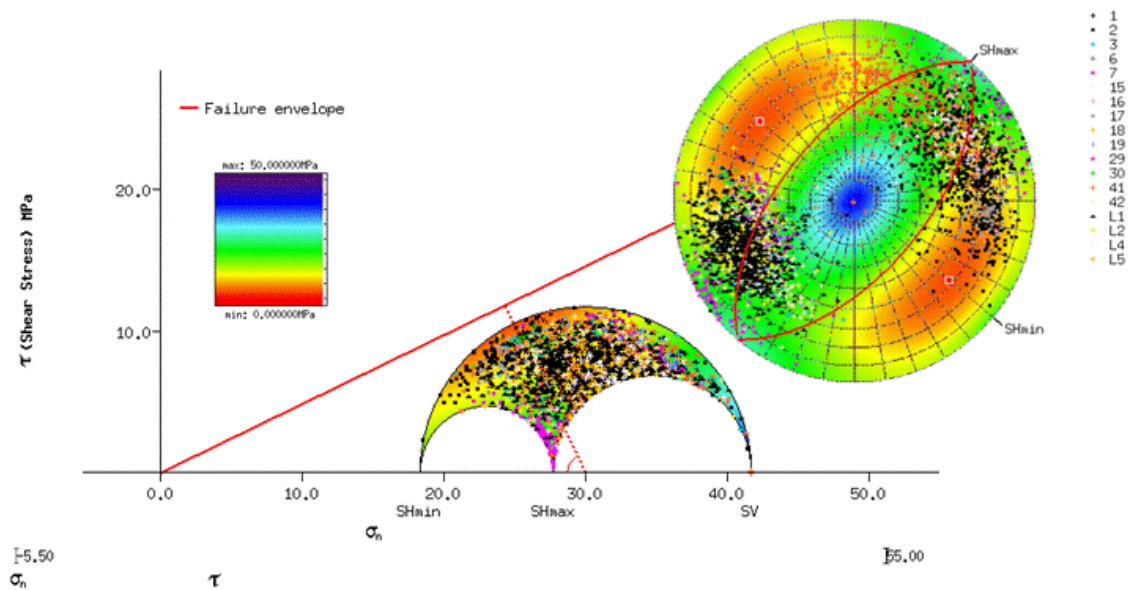 Failure envelope
max: 50.000000MPa
min: 0.000000MPa
τ (Shear Stress) MPa
20.0
10.0
0.0 10.0 20.0 30.0 40.0 50.0
SHmin SHmax SV
σn
-5.50 55.00
σn τ
SHmax
SHmin
1
2
3
6
7
15
16
17
18
19
29
30
41
42
L1
L2
L4
L5